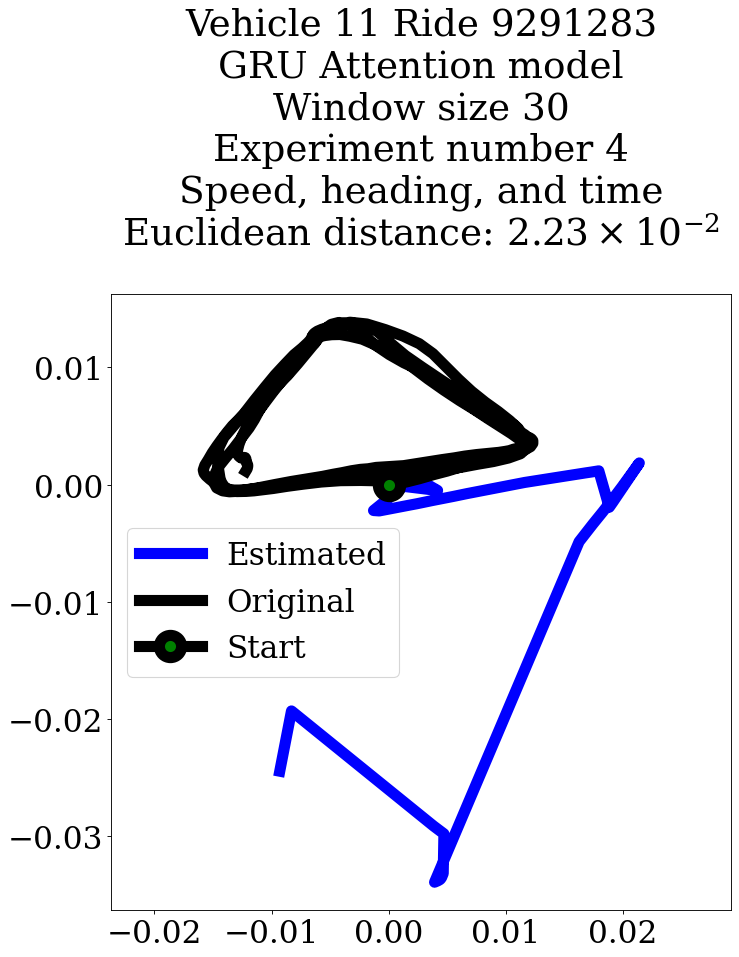 Vehicle 11 Ride 9291283
GRU Attention model
Window size 30
Experiment number 4
Speed, heading, and time
Euclidean distance: 2.23 × 10⁻²
0.01
0.00
−0.01
−0.02
−0.03
Estimated
Original
Start
−0.02 −0.01 0.00 0.01 0.02